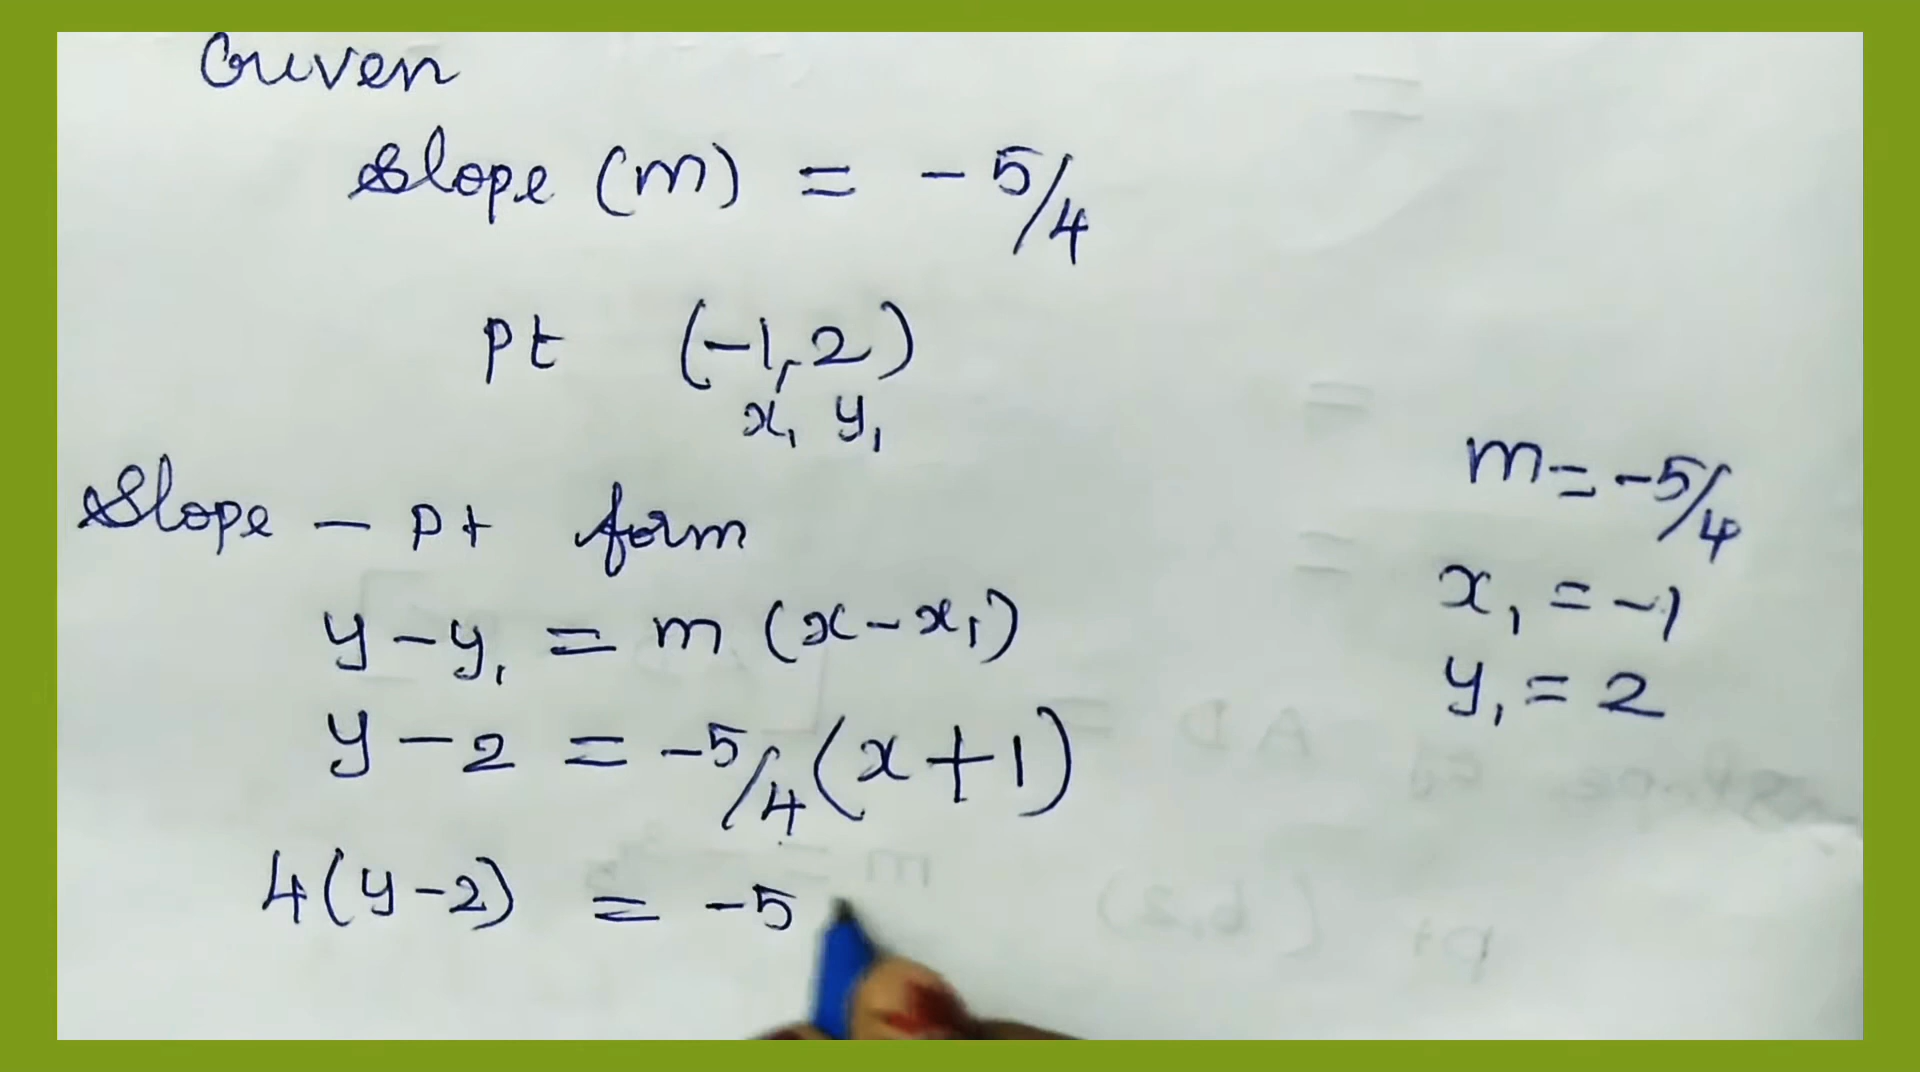 Given
Slope (m) = - 5/4
pt (-1, 2)
x₁ y₁
Slope - pt form
y - y₁ = m (x - x₁)
y - 2 = -5/4 (x + 1)
4(y - 2) = -5
m = -5/4
x₁ = -1
y₁ = 2